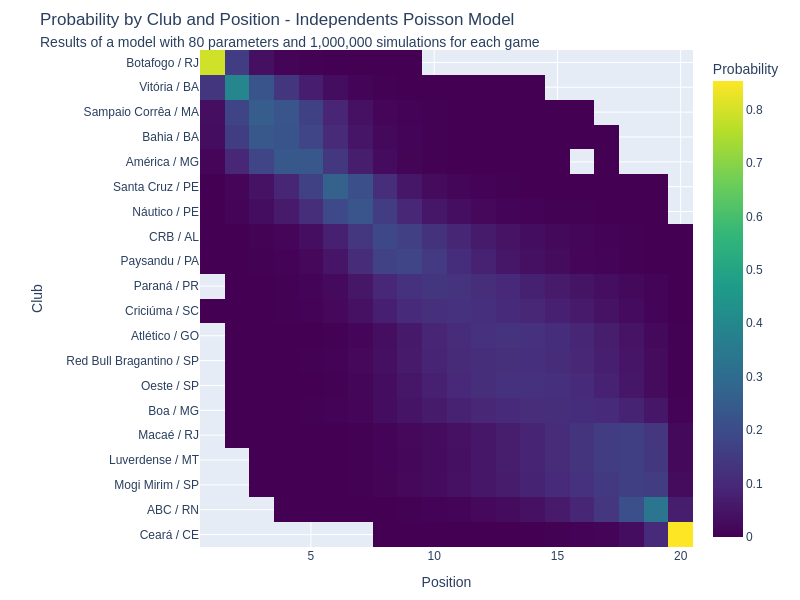 Probability by Club and Position - Independents Poisson Model
Results of a model with 80 parameters and 1,000,000 simulations for each game
Probability
Botafogo / RJ
Vitória / BA
Sampaio Corrêa / MA
Bahia / BA
América / MG
Santa Cruz / PE
Náutico / PE
CRB / AL
Paysandu / PA
Paraná / PR
Criciúma / SC
Atlético / GO
Red Bull Bragantino / SP
Oeste / SP
Boa / MG
Macaé / RJ
Luverdense / MT
Mogi Mirim / SP
ABC / RN
Ceará / CE
Club
5
10
15
20
Position
0.8
0.7
0.6
0.5
0.4
0.3
0.2
0.1
0